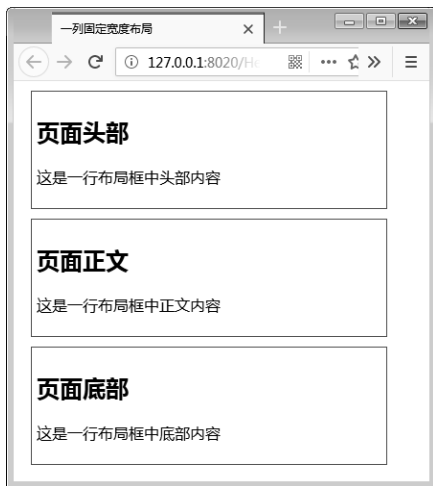 一列固定宽度布局
127.0.0.1:8020/He
页面头部
这是一行布局框中头部内容
页面正文
这是一行布局框中正文内容
页面底部
这是一行布局框中底部内容